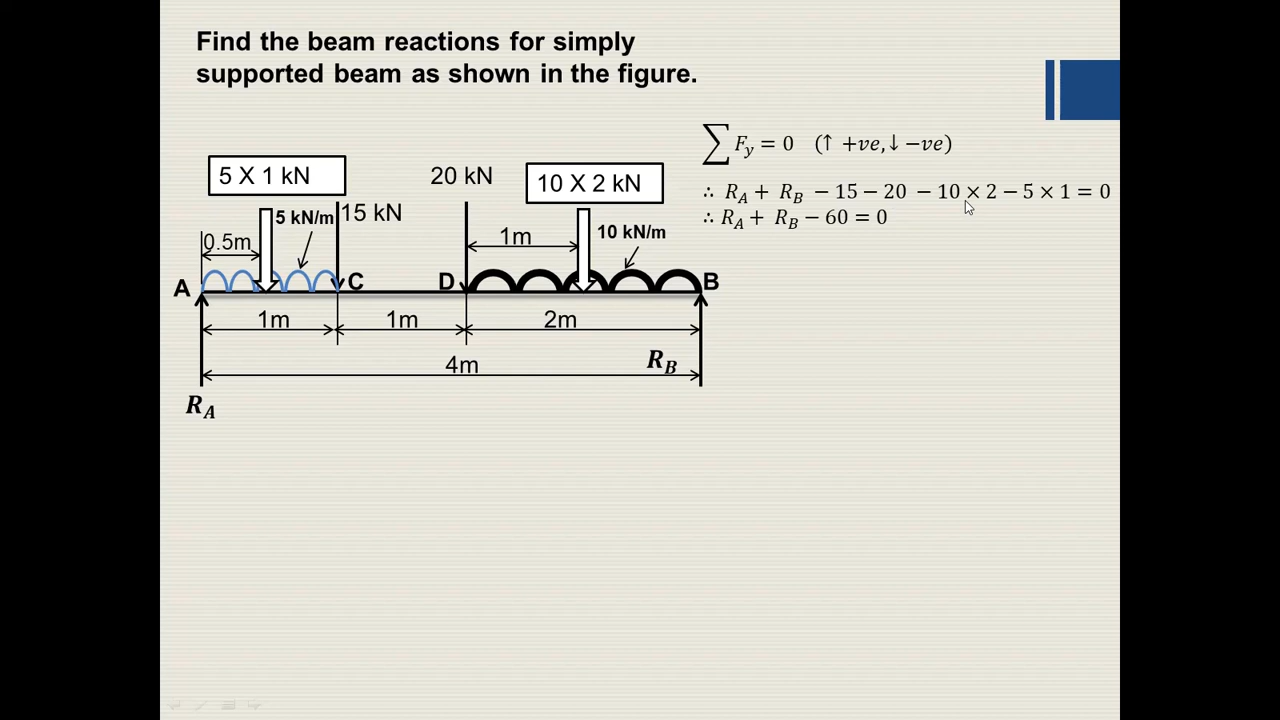 Find the beam reactions for simply
supported beam as shown in the figure.
∑ F_y = 0 (↑ +ve, ↓ −ve)
∴ R_A + R_B − 15 − 20 − 10 × 2 − 5 × 1 = 0
∴ R_A + R_B − 60 = 0
5 X 1 kN
20 kN
10 X 2 kN
5 kN/m
15 kN
0.5m
1m
10 kN/m
A
C
D
B
1m
1m
2m
4m
R_B
R_A